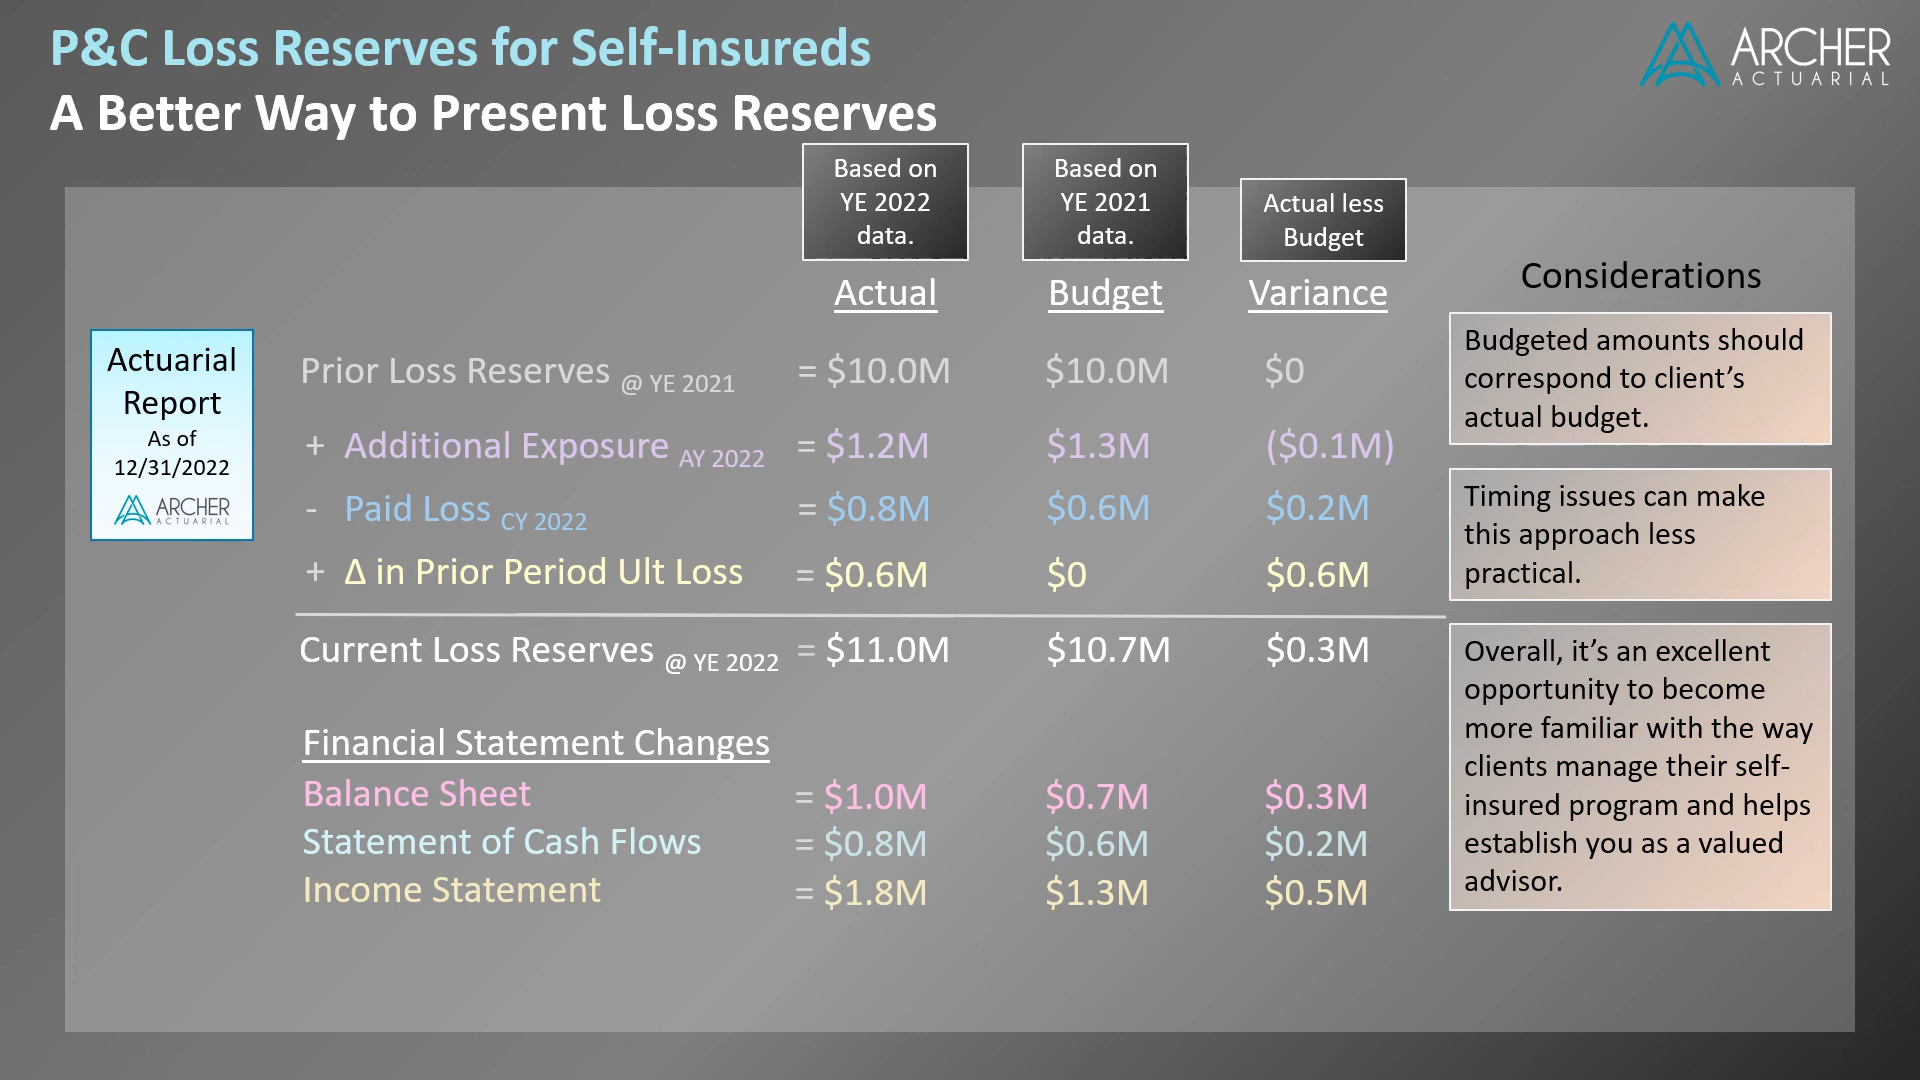 P&C Loss Reserves for Self-Insureds
A Better Way to Present Loss Reserves
ARCHER
ACTUARIAL
Based on
YE 2022
data.
Based on
YE 2021
data.
Actual less
Budget
Actual Budget Variance
Actuarial
Report
As of
12/31/2022
ARCHER
ACTUARIAL
Prior Loss Reserves @ YE 2021 = $10.0M $10.0M $0
+ Additional Exposure AY 2022 = $1.2M $1.3M ($0.1M)
- Paid Loss CY 2022 = $0.8M $0.6M $0.2M
+ Δ in Prior Period Ult Loss = $0.6M $0 $0.6M
Current Loss Reserves @ YE 2022 = $11.0M $10.7M $0.3M
Financial Statement Changes
Balance Sheet = $1.0M $0.7M $0.3M
Statement of Cash Flows = $0.8M $0.6M $0.2M
Income Statement = $1.8M $1.3M $0.5M
Considerations
Budgeted amounts should
correspond to client’s
actual budget.
Timing issues can make
this approach less
practical.
Overall, it’s an excellent
opportunity to become
more familiar with the way
clients manage their self-
insured program and helps
establish you as a valued
advisor.